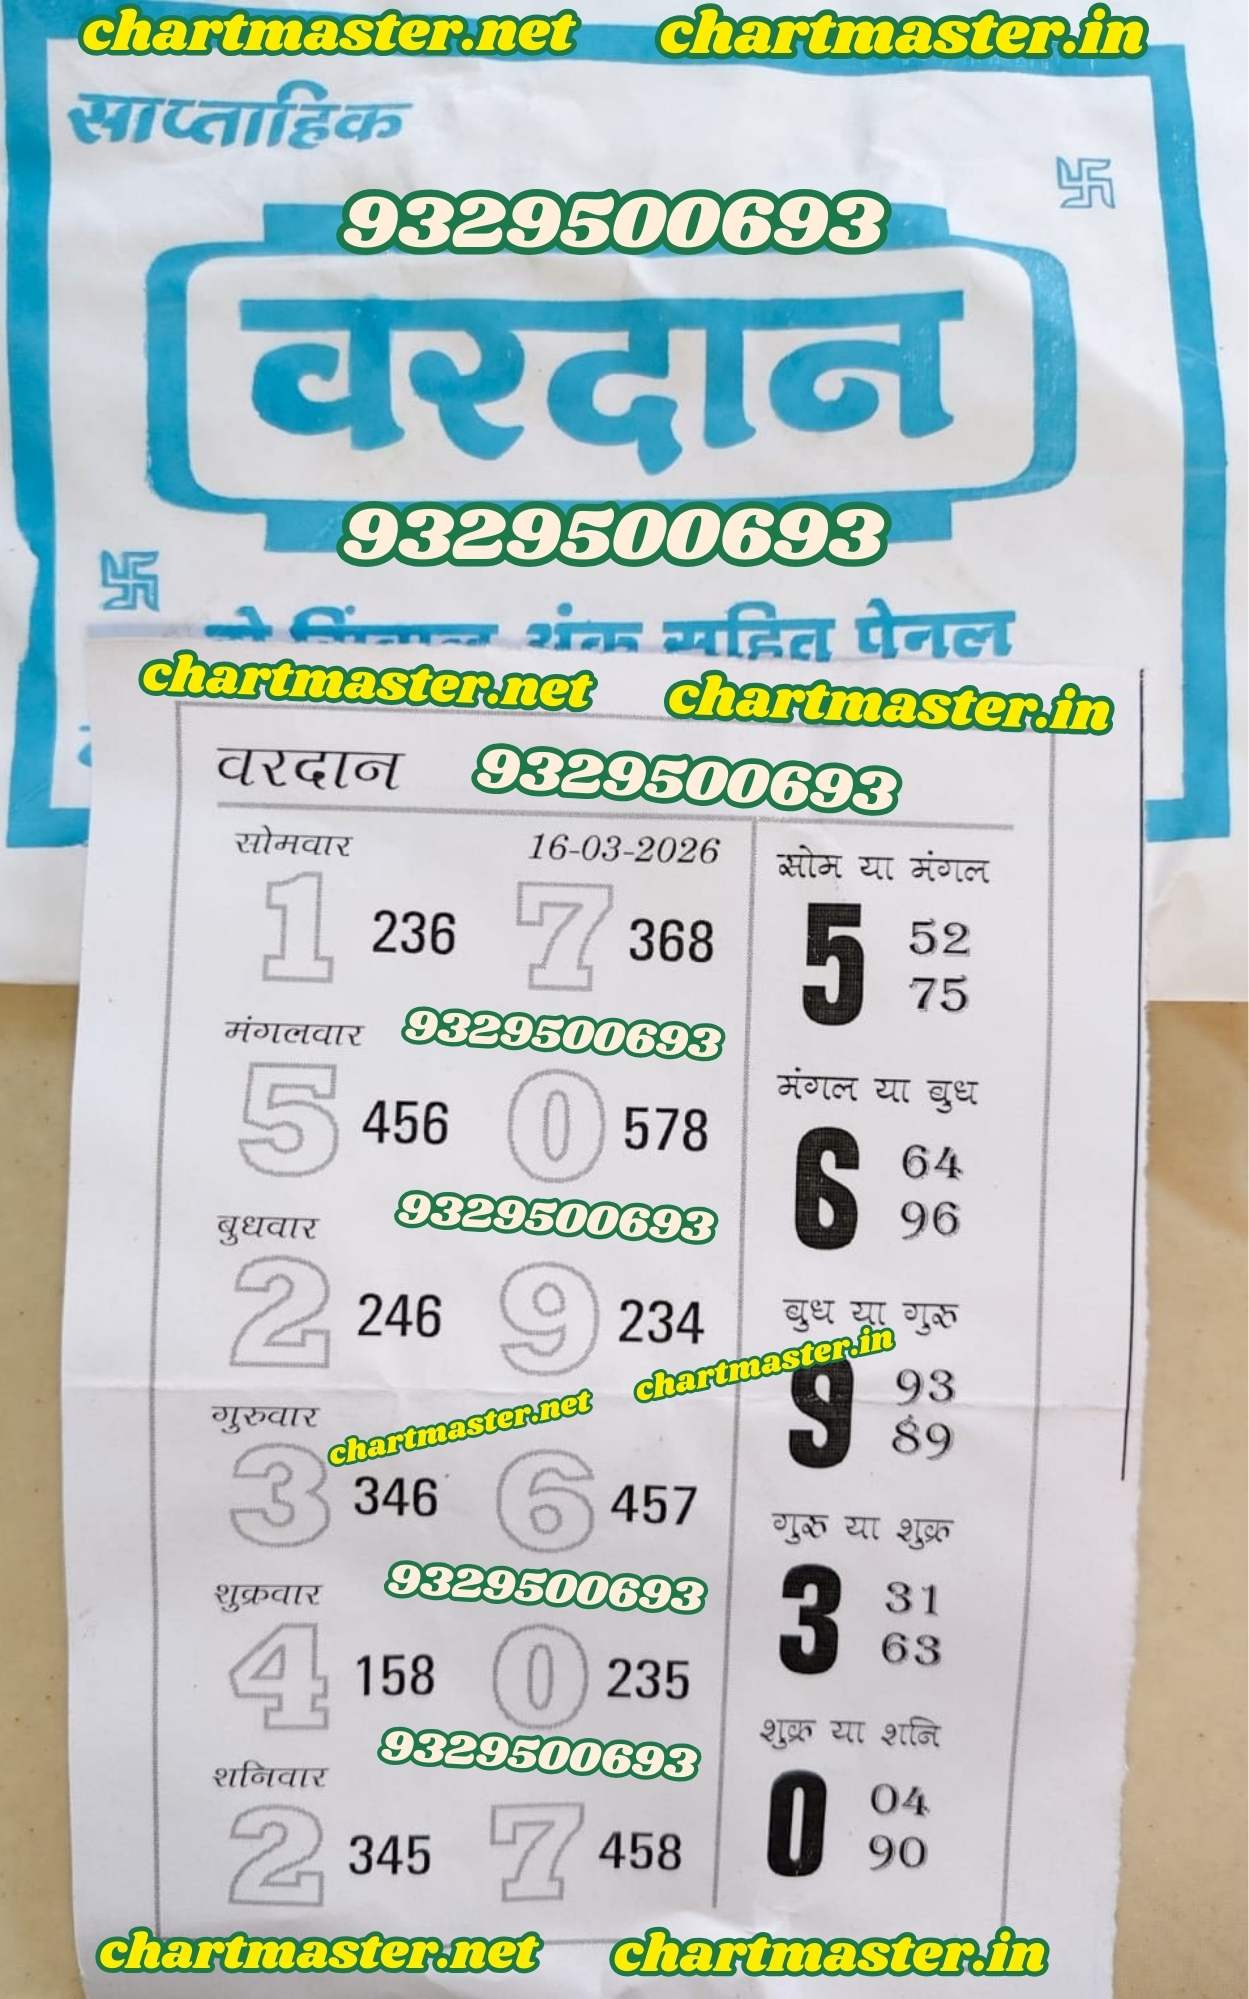 chartmaster.net chartmaster.in
साप्ताहिक
9329500693
वरदान
9329500693
अंक सहित पेनल
chartmaster.net chartmaster.in
वरदान 9329500693
सोमवार 16-03-2026
1 236 7 368
मंगलवार 9329500693
5 456 0 578
बुधवार 9329500693
2 246 9 234
गुरुवार chartmaster.net chartmaster.in
3 346 6 457
शुक्रवार 9329500693
4 158 0 235
शनिवार 9329500693
2 345 7 458
सोम या मंगल
5 52
75
मंगल या बुध
6 64
96
बुध या गुरू
9 93
89
गुरू या शुक्र
3 31
63
शुक्र या शनि
0 04
90
chartmaster.net chartmaster.in